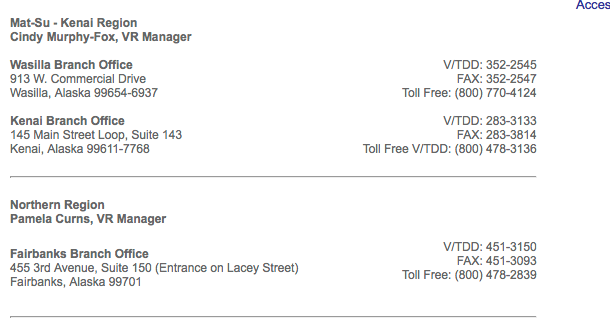 Acces
Mat-Su - Kenai Region
Cindy Murphy-Fox, VR Manager
Wasilla Branch Office
913 W. Commercial Drive
Wasilla, Alaska 99654-6937
V/TDD: 352-2545
FAX: 352-2547
Toll Free: (800) 770-4124
Kenai Branch Office
145 Main Street Loop, Suite 143
Kenai, Alaska 99611-7768
V/TDD: 283-3133
FAX: 283-3814
Toll Free V/TDD: (800) 478-3136
Northern Region
Pamela Curns, VR Manager
Fairbanks Branch Office
455 3rd Avenue, Suite 150 (Entrance on Lacey Street)
Fairbanks, Alaska 99701
V/TDD: 451-3150
FAX: 451-3093
Toll Free: (800) 478-2839